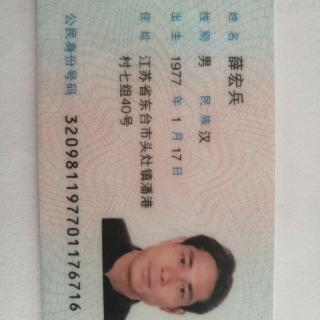 姓名 薛宏兵
性别 男 民族 汉
出生 1977 年 1 月 17 日
住址 江苏省东台市头灶镇潘港
村七组40号
公民身份号码 320981197701176716